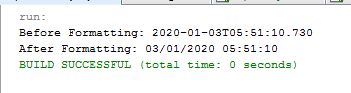 run:
Before Formatting: 2020-01-03T05:51:10.730
After Formatting: 03/01/2020 05:51:10
BUILD SUCCESSFUL (total time: 0 seconds)